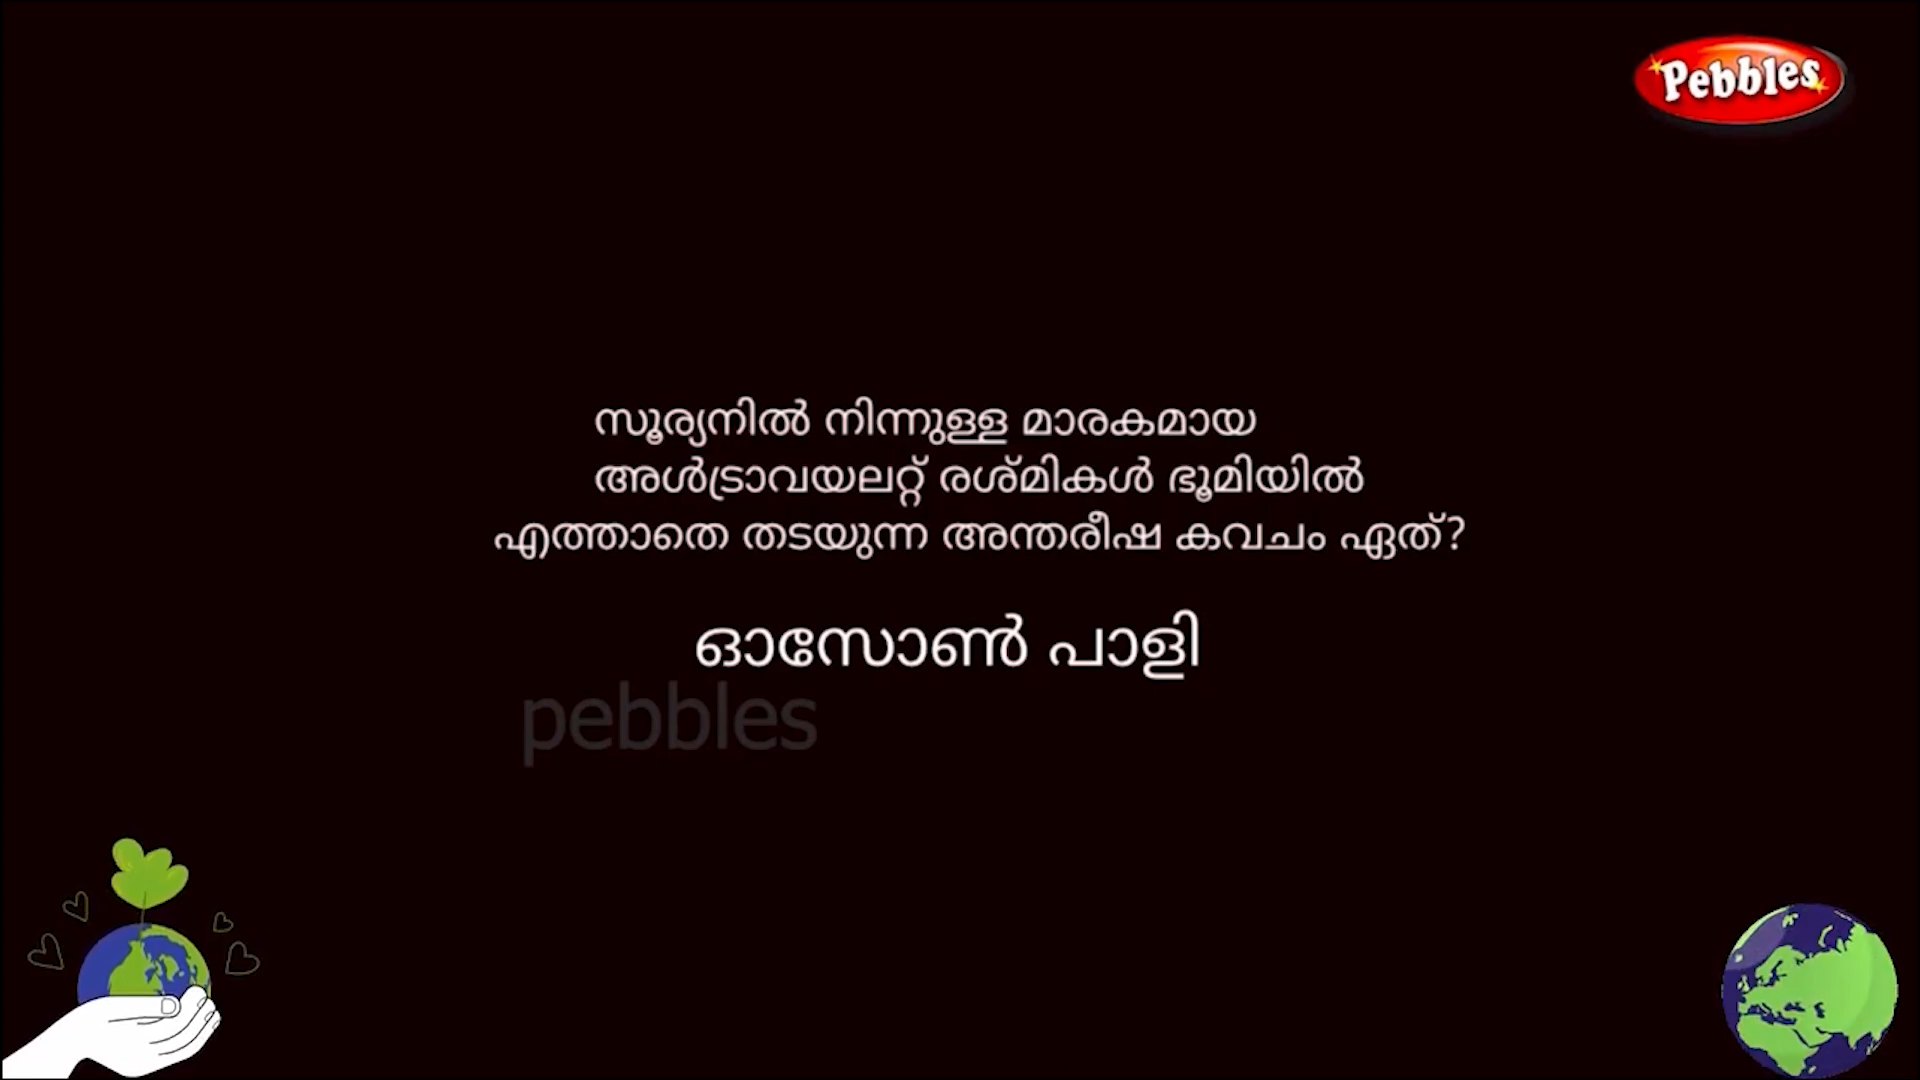 Pebbles
സൂര്യനിൽ നിന്നുള്ള മാരകമായ
അൾട്രാവയലറ്റ് രശ്മികൾ ഭൂമിയിൽ
എത്താതെ തടയുന്ന അന്തരീഷ കവചം ഏത്?
ഓസോൺ പാളി
pebbles